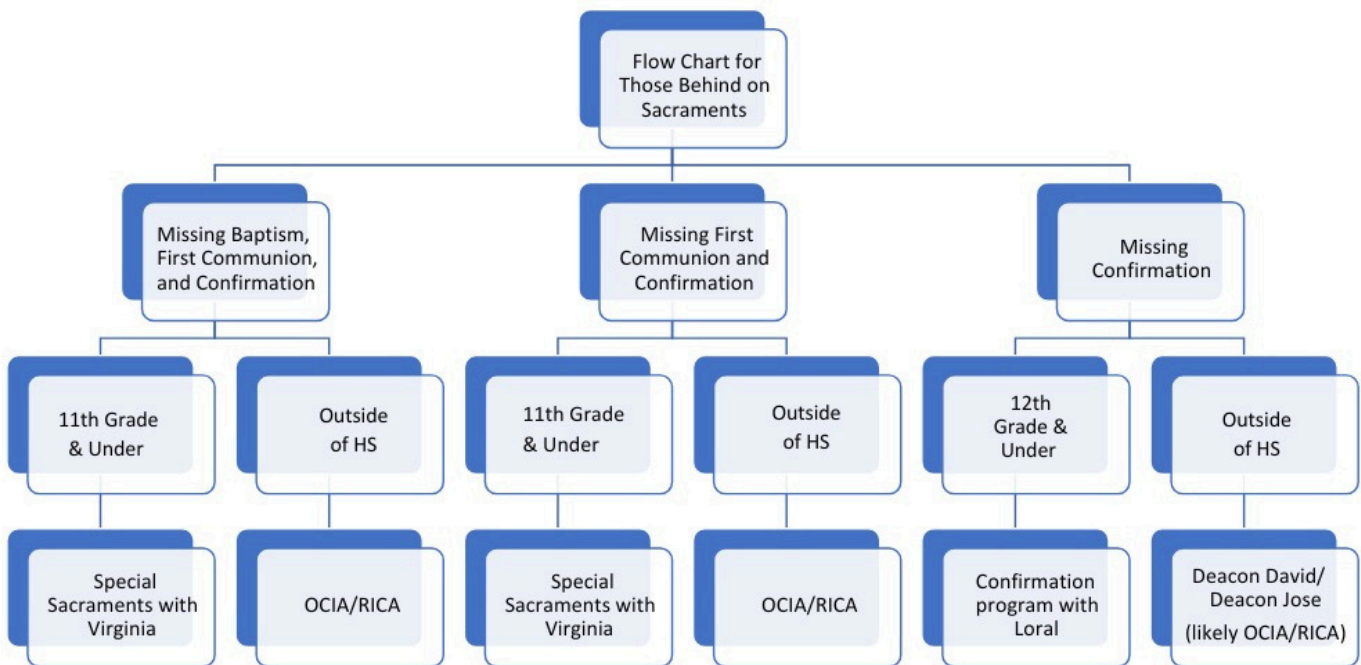 Flow Chart for
Those Behind on
Sacraments
Missing Baptism,
First Communion,
and Confirmation
Missing First
Communion and
Confirmation
Missing
Confirmation
11th Grade
& Under
Outside
of HS
11th Grade
& Under
Outside
of HS
12th
Grade &
Under
Outside
of HS
Special
Sacraments with
Virginia
OCIA/RICA
Special
Sacraments with
Virginia
OCIA/RICA
Confirmation
program with
Loral
Deacon David/
Deacon Jose
(likely OCIA/RICA)